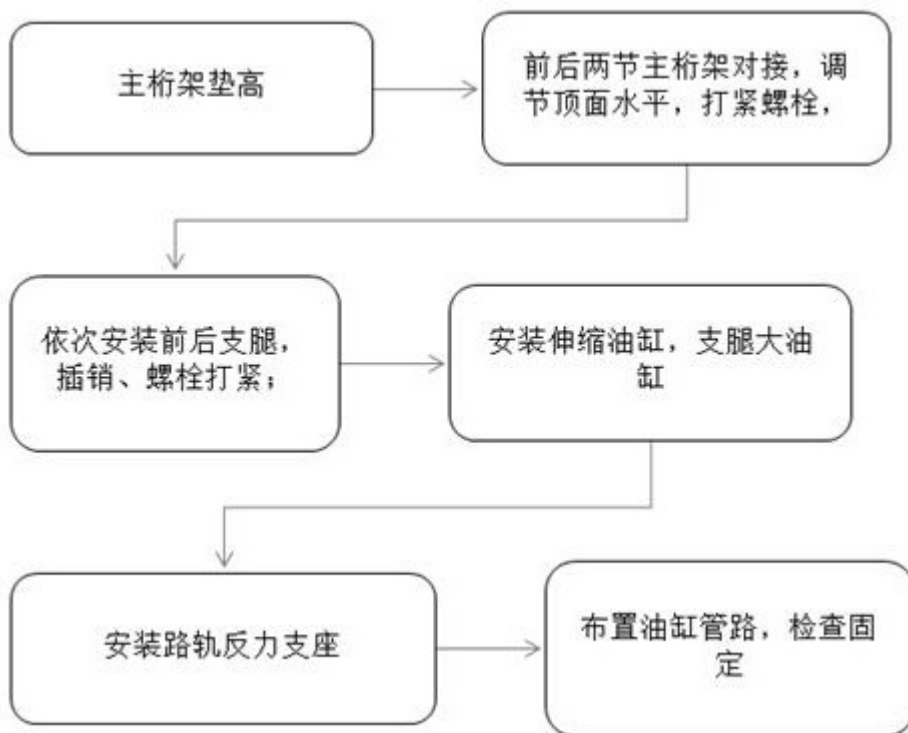 主桁架垫高
前后两节主桁架对接，调
节顶面水平，打紧螺栓，
依次安装前后支腿，
插销、螺栓打紧；
安装伸缩油缸，支腿大油
缸
安装路轨反力支座
布置油缸管路，检查固
定